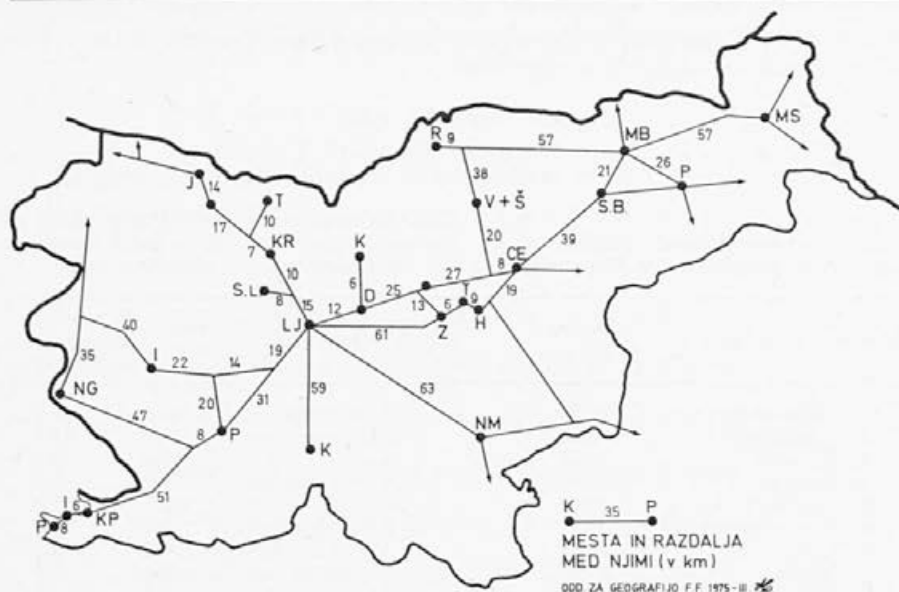 R 9 57 MB 57 MS
38 21 26 P
J 14 T V + Š S.B.
17 10
7 KR K 20 CE 39
10 6 27 8
S.L. 8 15 D 25 T 19
LJ 12 13 6 9 H
61 Z
40 19
I 22 14
35 31 59 63
NG 20
47 8 P K NM
51
I 6 KP
P 8
K 35 P
MESTA IN RAZDALJA
MED NJIMI (v km)
ODD. ZA GEOGRAFIJO F.F. 1975-III.